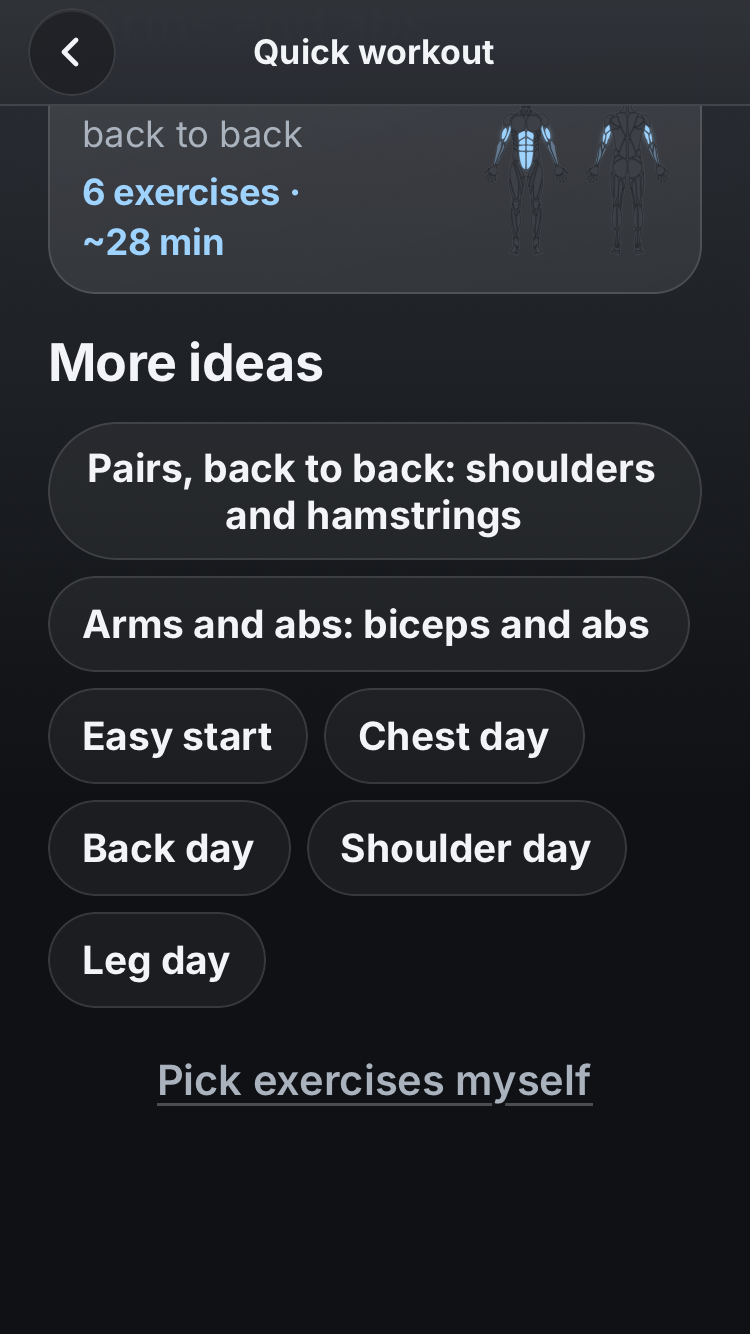 Quick workout
back to back
6 exercises ·
~28 min
More ideas
Pairs, back to back: shoulders
and hamstrings
Arms and abs: biceps and abs
Easy start
Chest day
Back day
Shoulder day
Leg day
Pick exercises myself